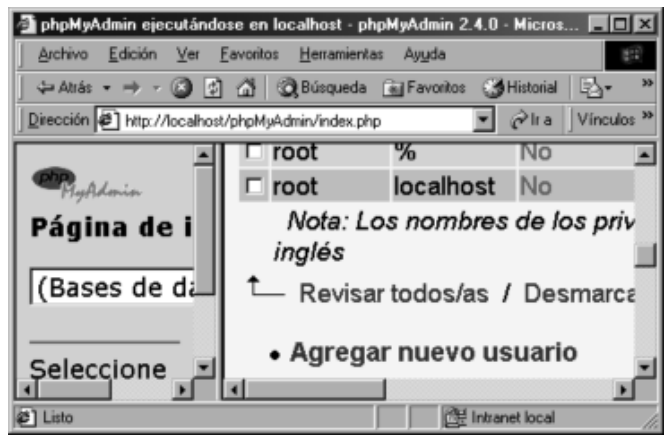 phpMyAdmin ejecutándose en localhost - phpMyAdmin 2.4.0 - Micros...
Archivo Edición Ver Favoritos Herramientas Ayuda
Atrás Búsqueda Favoritos Historial »
Dirección http://localhost/phpMyAdmin/index.php Ir a Vínculos »
php
MyAdmin
Página de i
(Bases de da
Seleccione
root % No
root localhost No
Nota: Los nombres de los priv
inglés
Revisar todos/as / Desmarca
• Agregar nuevo usuario
Listo Intranet local